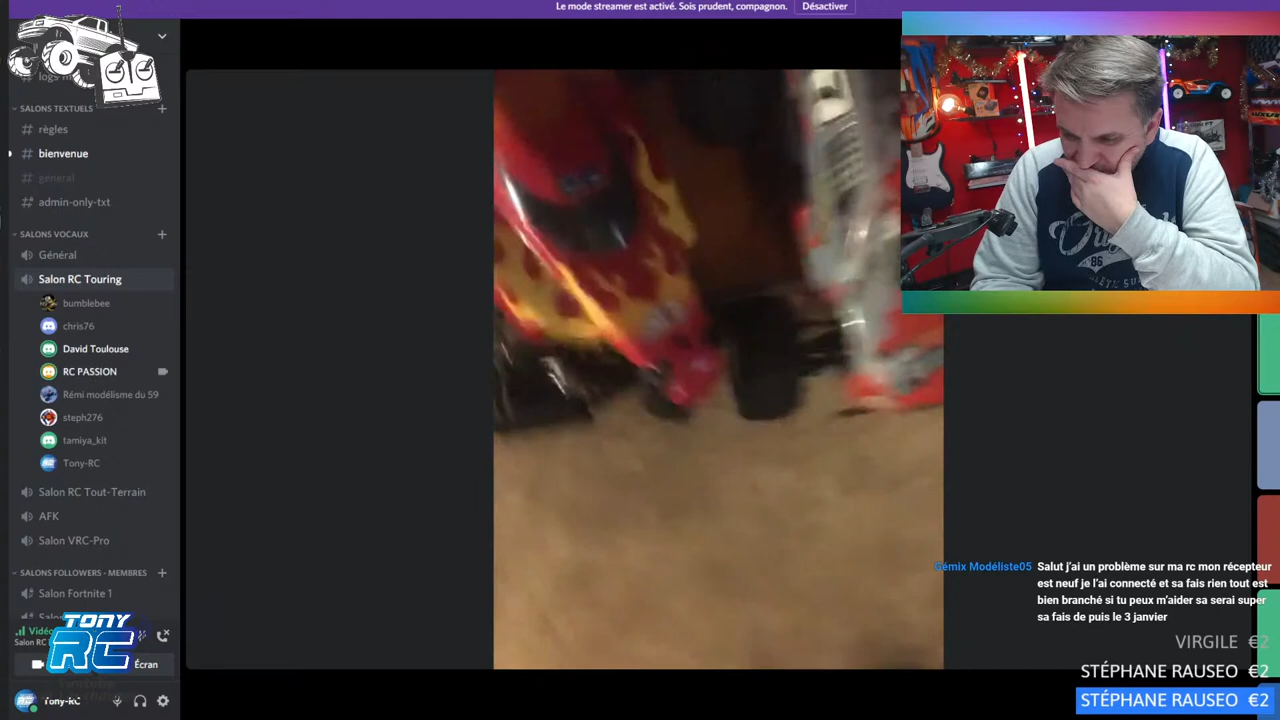 Le mode streamer est activé. Sois prudent, compagnon.
Désactiver
SALONS TEXTUELS
# règles
# bienvenue
# general
# admin-only-txt
SALONS VOCAUX
Général
Salon RC Touring
bumblebee
chris76
David Toulouse
RC PASSION
Rémi modélisme du 59
steph276
tamiya_kit
Tony-RC
Salon RC Tout-Terrain
AFK
Salon VRC-Pro
SALONS FOLLOWERS - MEMBRES
Salon Fortnite 1
TONY
RC
Écran
Tony-RC
86
Gémix Modéliste05 Salut j'ai un problème sur ma rc mon récepteur
est neuf je l'ai connecté et sa fais rien tout est
bien branché si tu peux m'aider sa serai super
sa fais de puis le 3 janvier
VIRGILE €2
STÉPHANE RAUSEO €2
STÉPHANE RAUSEO €2